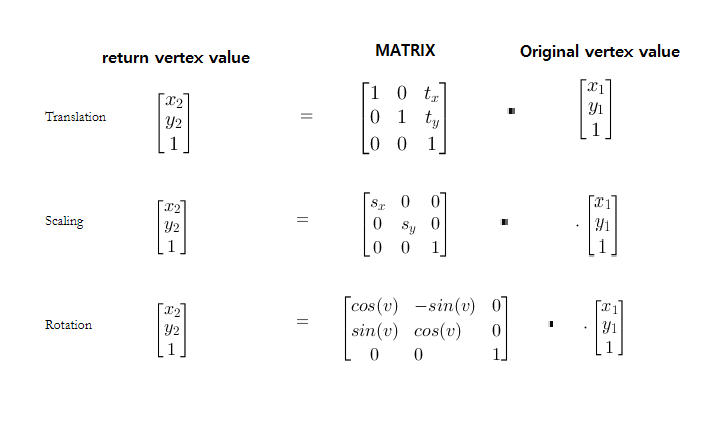 return vertex value MATRIX Original vertex value
Translation [x₂ y₂ 1] = [1 0 tₓ; 0 1 t_y; 0 0 1] ▪ [x₁ y₁ 1]
Scaling [x₂ y₂ 1] = [sₓ 0 0; 0 s_y 0; 0 0 1] ▪ . [x₁ y₁ 1]
Rotation [x₂ y₂ 1] = [cos(v) −sin(v) 0; sin(v) cos(v) 0; 0 0 1] ▪ . [x₁ y₁ 1]